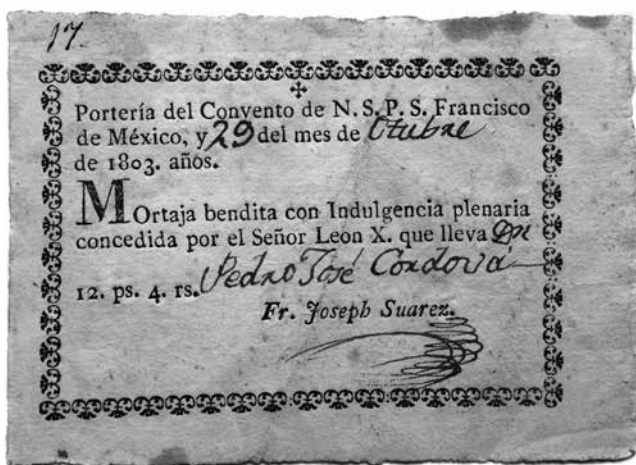 17.
Portería del Convento de N. S. P. S. Francisco
de México, y 29 del mes de Otubre
de 1803. años.
MOrtaja bendita con Indulgencia plenaria
concedida por el Señor Leon X. que lleva
12. ps. 4. rs. Pedro José Cordova
Fr. Joseph Suarez.